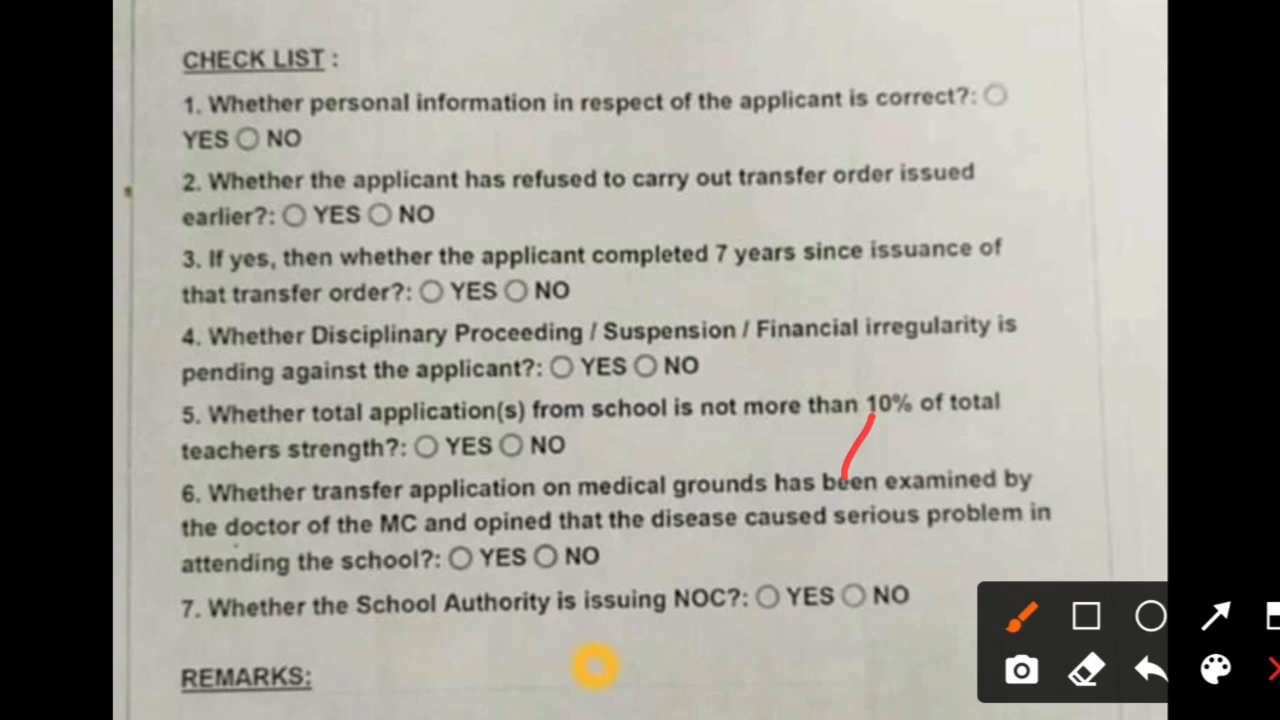 CHECK LIST :
1. Whether personal information in respect of the applicant is correct?: ○
YES ○ NO
2. Whether the applicant has refused to carry out transfer order issued
earlier?: ○ YES ○ NO
3. If yes, then whether the applicant completed 7 years since issuance of
that transfer order?: ○ YES ○ NO
4. Whether Disciplinary Proceeding / Suspension / Financial irregularity is
pending against the applicant?: ○ YES ○ NO
5. Whether total application(s) from school is not more than 10% of total
teachers strength?: ○ YES ○ NO
6. Whether transfer application on medical grounds has been examined by
the doctor of the MC and opined that the disease caused serious problem in
attending the school?: ○ YES ○ NO
7. Whether the School Authority is issuing NOC?: ○ YES ○ NO
REMARKS: